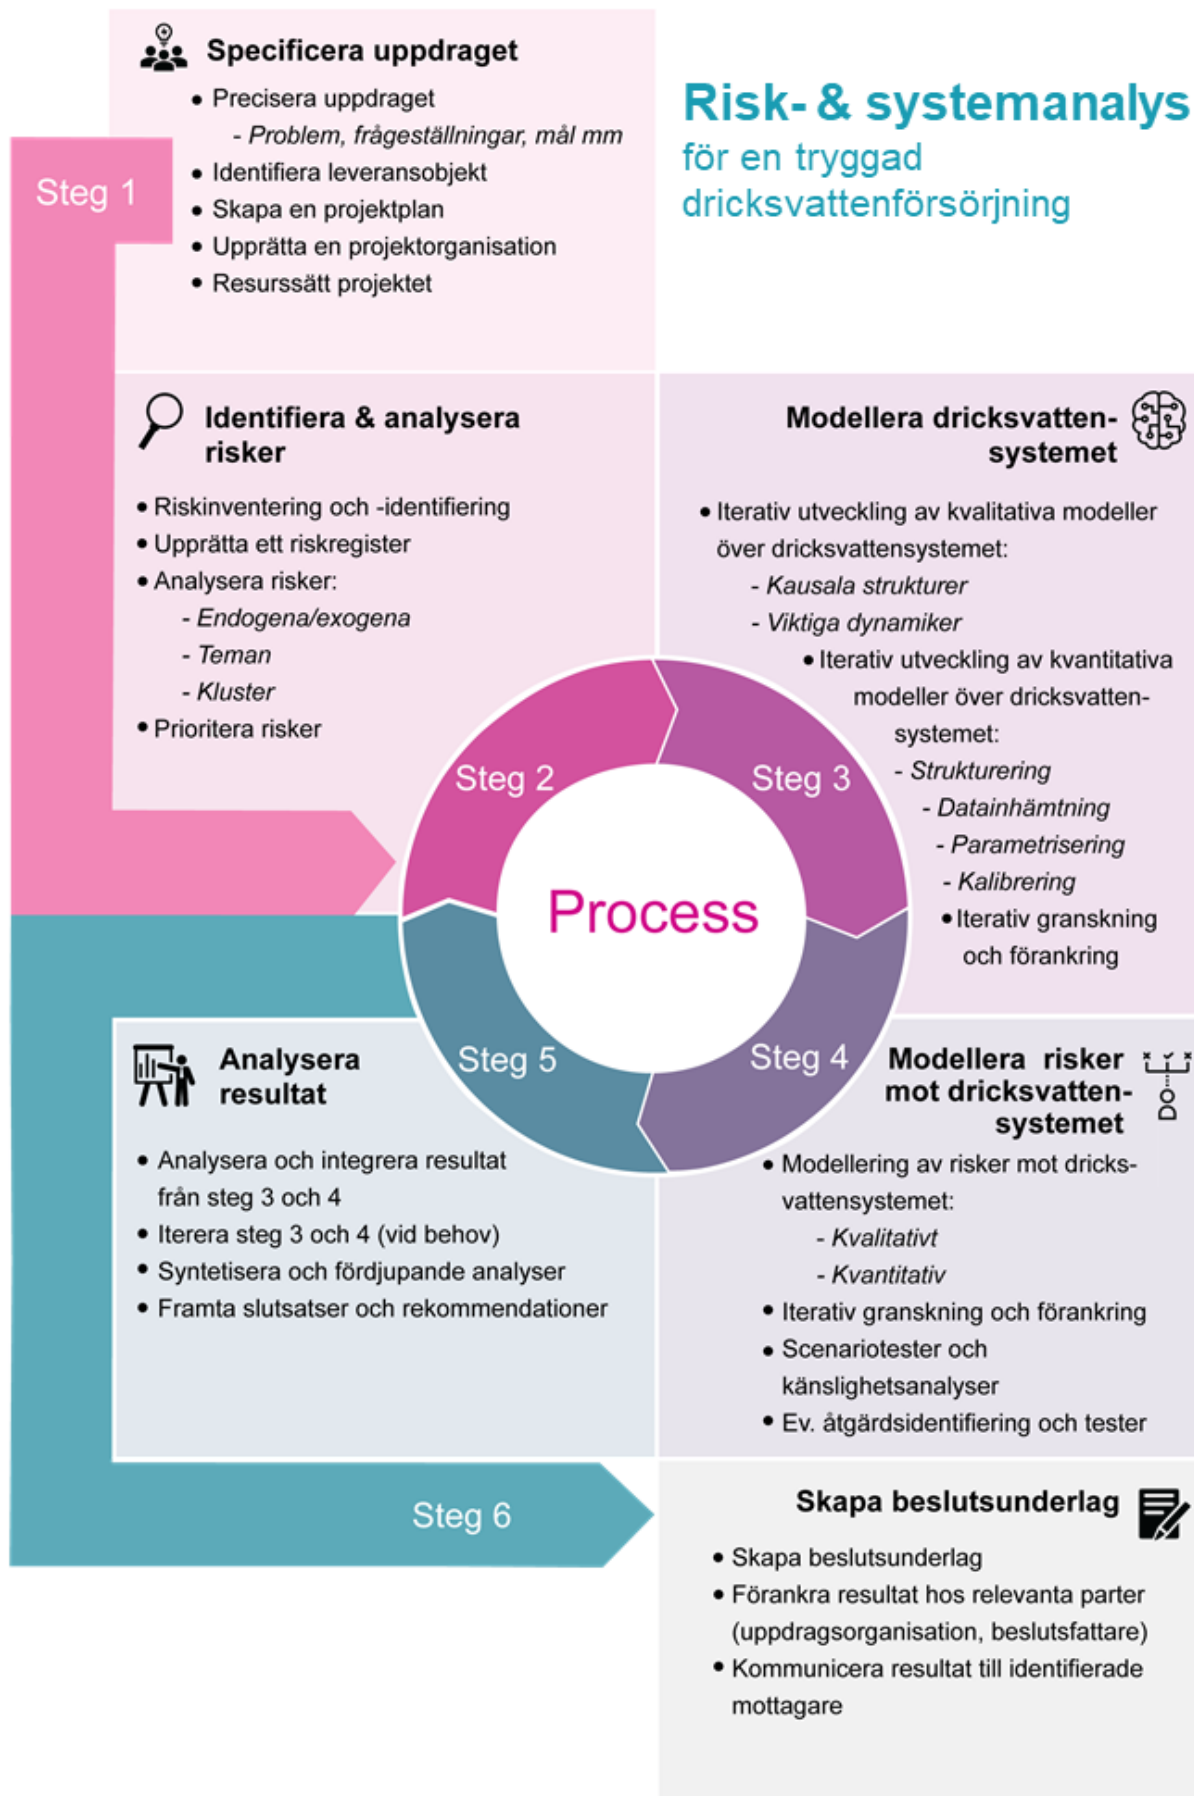 Risk- & systemanalys
för en tryggad
dricksvattenförsörjning
Steg 1
Specificera uppdraget
• Precisera uppdraget
- Problem, frågeställningar, mål mm
• Identifiera leveransobjekt
• Skapa en projektplan
• Upprätta en projektorganisation
• Resurssätt projektet
Identifiera & analysera
risker
• Riskinventering och -identifiering
• Upprätta ett riskregister
• Analysera risker:
- Endogena/exogena
- Teman
- Kluster
• Prioritera risker
Modellera dricksvatten-
systemet
• Iterativ utveckling av kvalitativa modeller
över dricksvattensystemet:
- Kausala strukturer
- Viktiga dynamiker
• Iterativ utveckling av kvantitativa
modeller över dricksvatten-
systemet:
- Strukturering
- Datainhämtning
- Parametrisering
- Kalibrering
• Iterativ granskning
och förankring
Steg 2
Steg 3
Process
Steg 5
Steg 4
Analysera
resultat
• Analysera och integrera resultat
från steg 3 och 4
• Iterera steg 3 och 4 (vid behov)
• Syntetisera och fördjupande analyser
• Framta slutsatser och rekommendationer
Modellera risker
mot dricksvatten-
systemet
• Modellering av risker mot dricks-
vattensystemet:
- Kvalitativt
- Kvantitativ
• Iterativ granskning och förankring
• Scenariotester och
känslighetsanalyser
• Ev. åtgärdsidentifiering och tester
Steg 6
Skapa beslutsunderlag
• Skapa beslutsunderlag
• Förankra resultat hos relevanta parter
(uppdragsorganisation, beslutsfattare)
• Kommunicera resultat till identifierade
mottagare